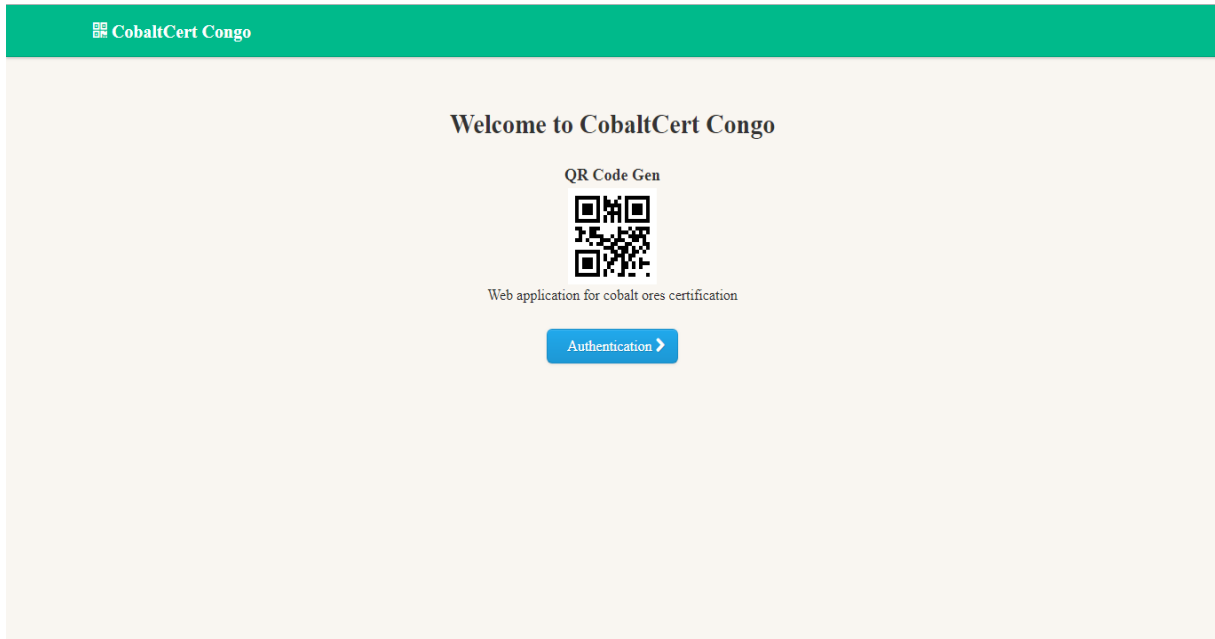 CobaltCert Congo
Welcome to CobaltCert Congo
QR Code Gen
Web application for cobalt ores certification
Authentication